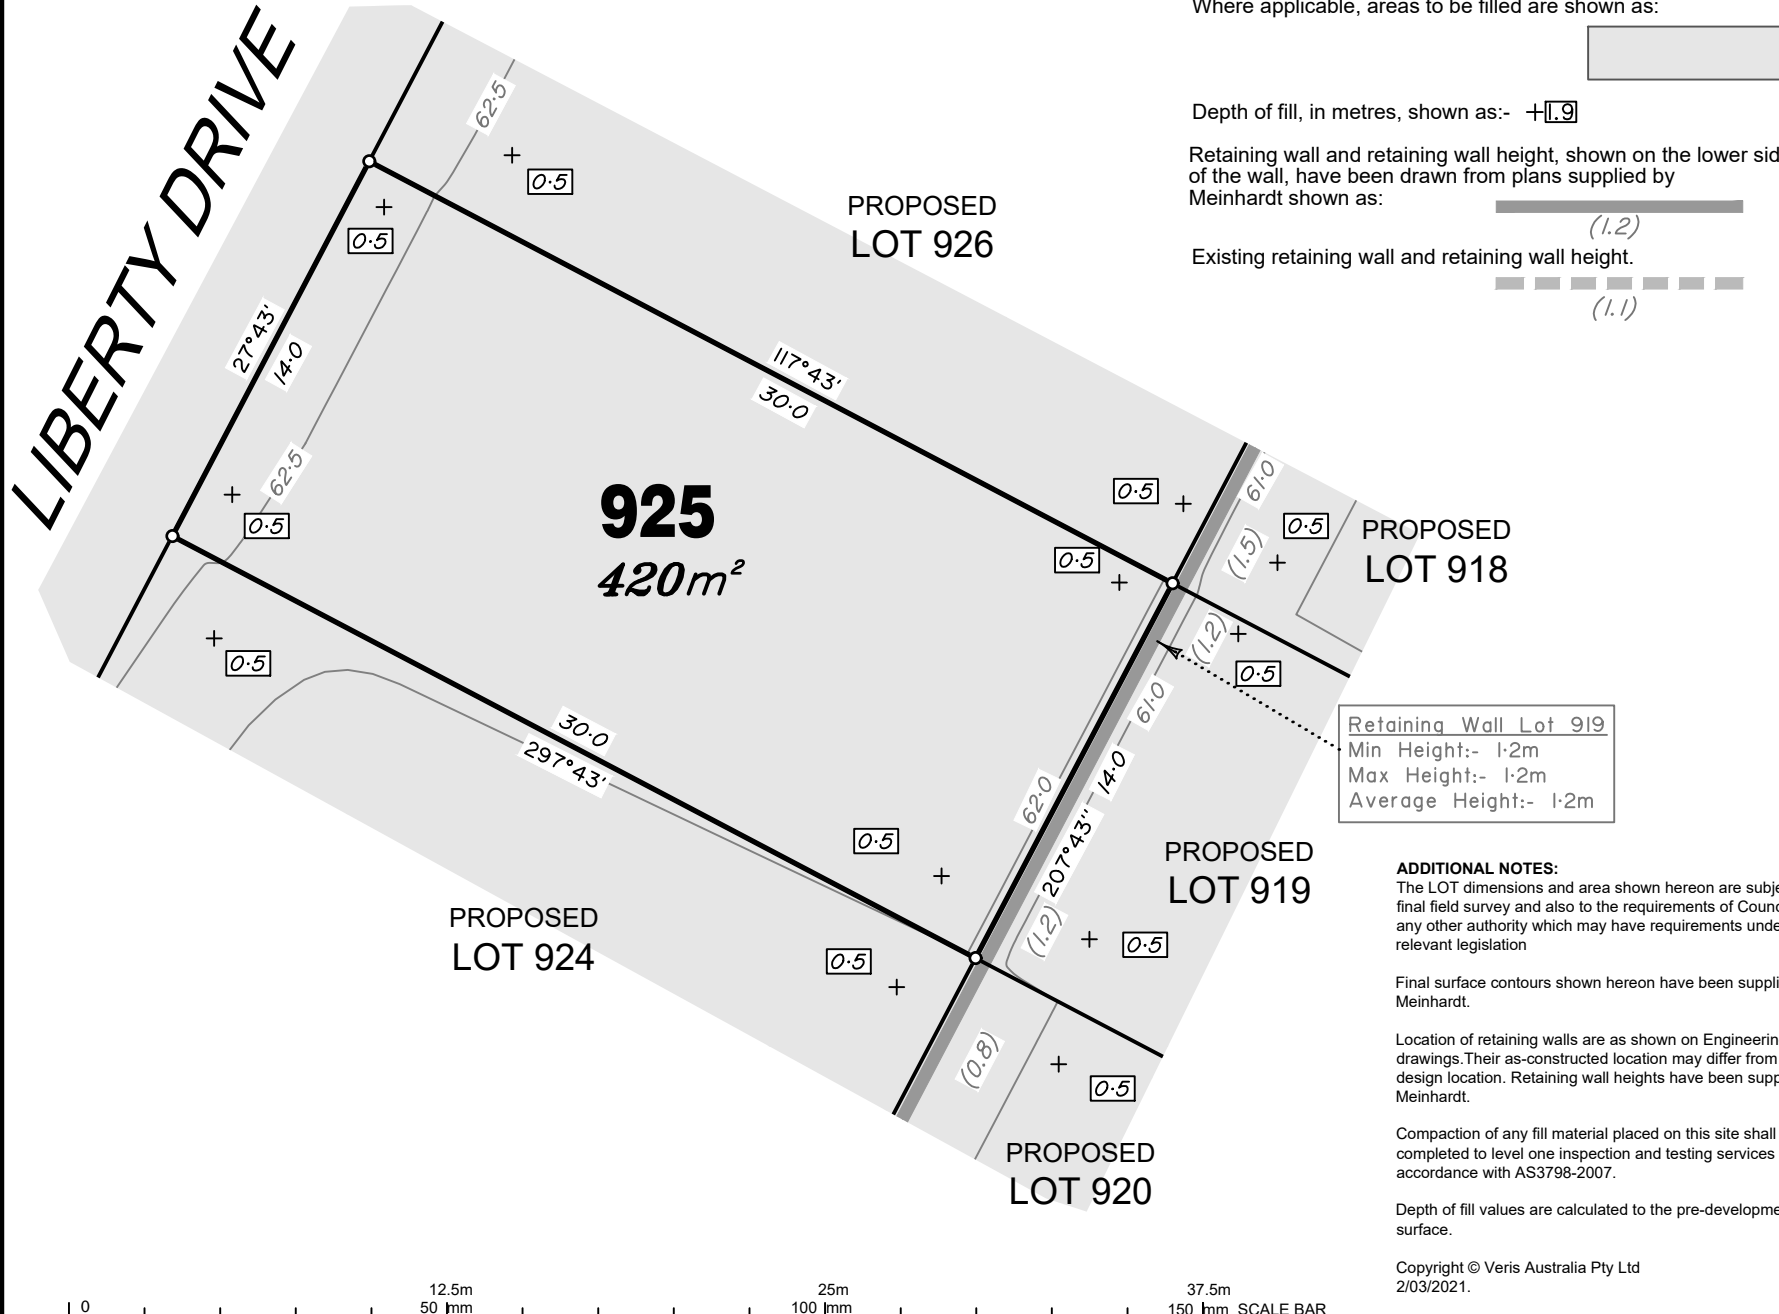 Where applicable, areas to be filled are shown as:
Depth of fill, in metres, shown as:- +1.9
Retaining wall and retaining wall height, shown on the lower sid
of the wall, have been drawn from plans supplied by
Meinhardt shown as:
(1.2)
Existing retaining wall and retaining wall height.
(1.1)
LIBERTY DRIVE
62·5
0·5
0·5
PROPOSED
LOT 926
27°43'
14·0
117°43'
30·0
62·5
0·5
925
420m²
0·5
0·5
61·0
(1.5)
0·5
PROPOSED
LOT 918
(1.2)
0·5
61·0
0·5
30·0
297°43'
62·0
14·0
207°43"
Retaining Wall Lot 919
Min Height:- 1·2m
Max Height:- 1·2m
Average Height:- 1·2m
0·5
PROPOSED
LOT 919
(1.2)
0·5
PROPOSED
LOT 924
0·5
(0.8)
0·5
PROPOSED
LOT 920
ADDITIONAL NOTES:
The LOT dimensions and area shown hereon are subje
final field survey and also to the requirements of Counc
any other authority which may have requirements unde
relevant legislation
Final surface contours shown hereon have been suppli
Meinhardt.
Location of retaining walls are as shown on Engineerin
drawings.Their as-constructed location may differ from
design location. Retaining wall heights have been supp
Meinhardt.
Compaction of any fill material placed on this site shall
completed to level one inspection and testing services
accordance with AS3798-2007.
Depth of fill values are calculated to the pre-developme
surface.
Copyright © Veris Australia Pty Ltd
2/03/2021.
12.5m 25m 37.5m
0 50 mm 100 mm 150 mm SCALE BAR